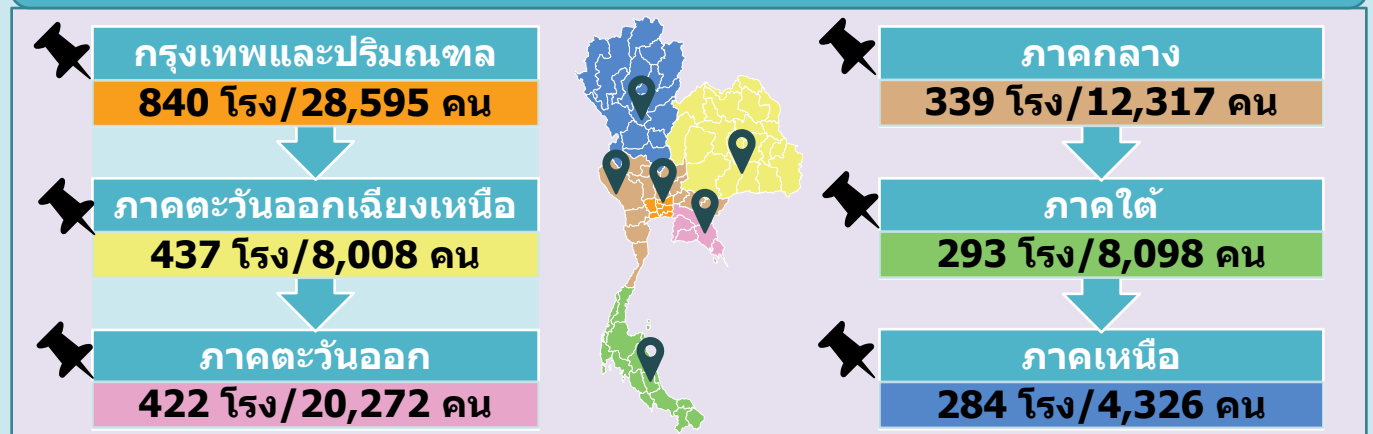 กรุงเทพและปริมณฑล
840 โรง/28,595 คน
ภาคตะวันออกเฉียงเหนือ
437 โรง/8,008 คน
ภาคตะวันออก
422 โรง/20,272 คน
ภาคกลาง
339 โรง/12,317 คน
ภาคใต้
293 โรง/8,098 คน
ภาคเหนือ
284 โรง/4,326 คน